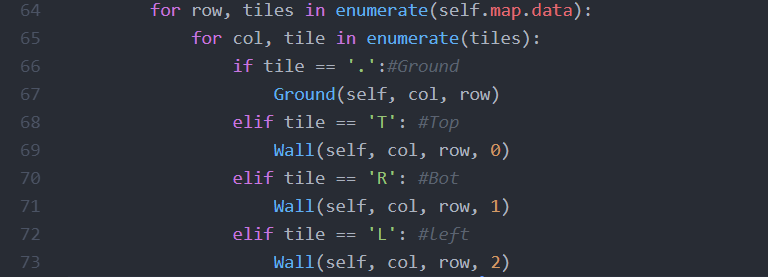 64 for row, tiles in enumerate(self.map.data):
65 for col, tile in enumerate(tiles):
66 if tile == '.':#Ground
67 Ground(self, col, row)
68 elif tile == 'T': #Top
69 Wall(self, col, row, 0)
70 elif tile == 'R': #Bot
71 Wall(self, col, row, 1)
72 elif tile == 'L': #left
73 Wall(self, col, row, 2)